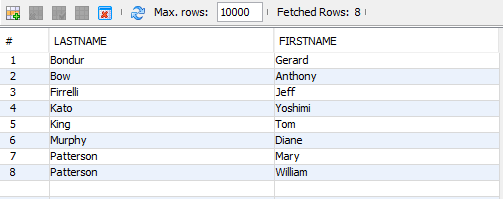 Max. rows: 10000 Fetched Rows: 8
# LASTNAME FIRSTNAME
1 Bondur Gerard
2 Bow Anthony
3 Firrelli Jeff
4 Kato Yoshimi
5 King Tom
6 Murphy Diane
7 Patterson Mary
8 Patterson William